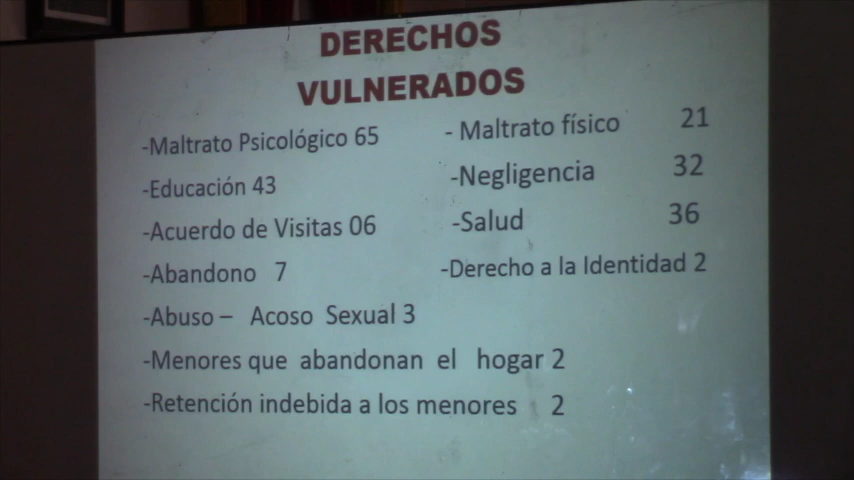 DERECHOS
VULNERADOS
-Maltrato Psicológico 65
- Maltrato físico 21
-Educación 43
-Negligencia 32
-Acuerdo de Visitas 06
-Salud 36
-Abandono 7
-Derecho a la Identidad 2
-Abuso – Acoso Sexual 3
-Menores que abandonan el hogar 2
-Retención indebida a los menores 2